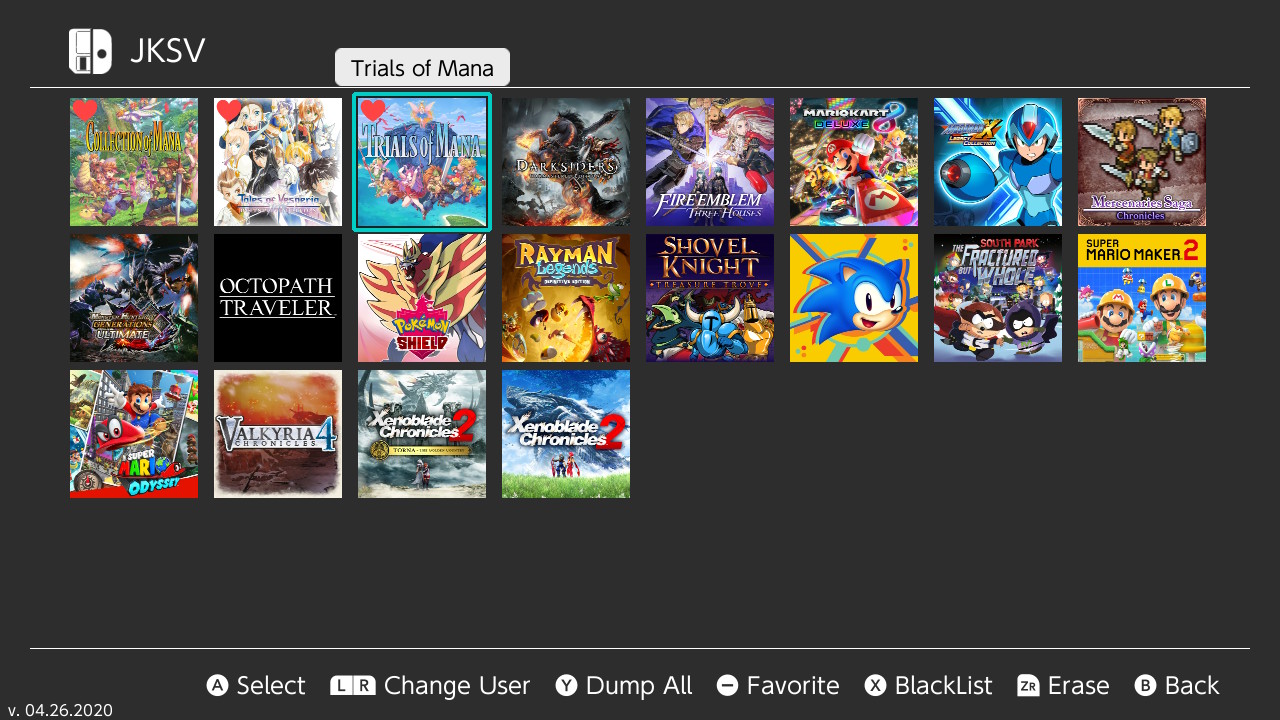 JKSV
Trials of Mana
COLLECTION of MANA
Tales of Vesperia
TRIALS of MANA
DARKSIDERS
FIRE EMBLEM
THREE HOUSES
MARIOKART 8
DELUXE
MEGAMAN X
LEGACY COLLECTION
Mercenaries Saga
Chronicles
MONSTER HUNTER
GENERATIONS
ULTIMATE
OCTOPATH
TRAVELER
POKéMON
SHIELD
RAYMAN
Legends
DEFINITIVE EDITION
SHOVEL
KNIGHT
TREASURE TROVE
SOUTH PARK
THE
FRACTURED
BUT
WHOLE
SUPER
MARIO MAKER 2
SUPER
MARIO
ODYSSEY
VALKYRIA
CHRONICLES 4
Xenoblade
Chronicles 2
TORNA - THE GOLDEN COUNTRY
Xenoblade
Chronicles 2
A Select L R Change User Y Dump All − Favorite X BlackList ZR Erase B Back
v. 04.26.2020